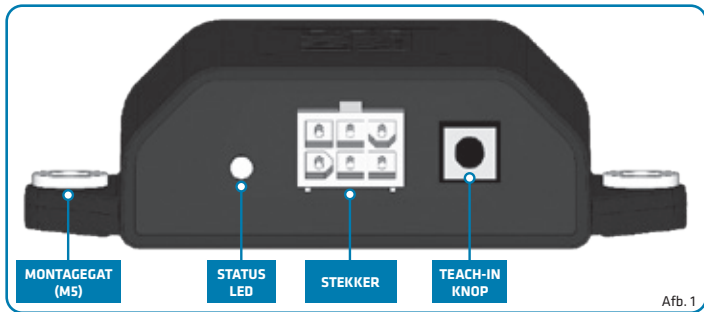 MONTAGEGAT
(M5)
STATUS
LED
STEKKER
TEACH-IN
KNOP
Afb. 1